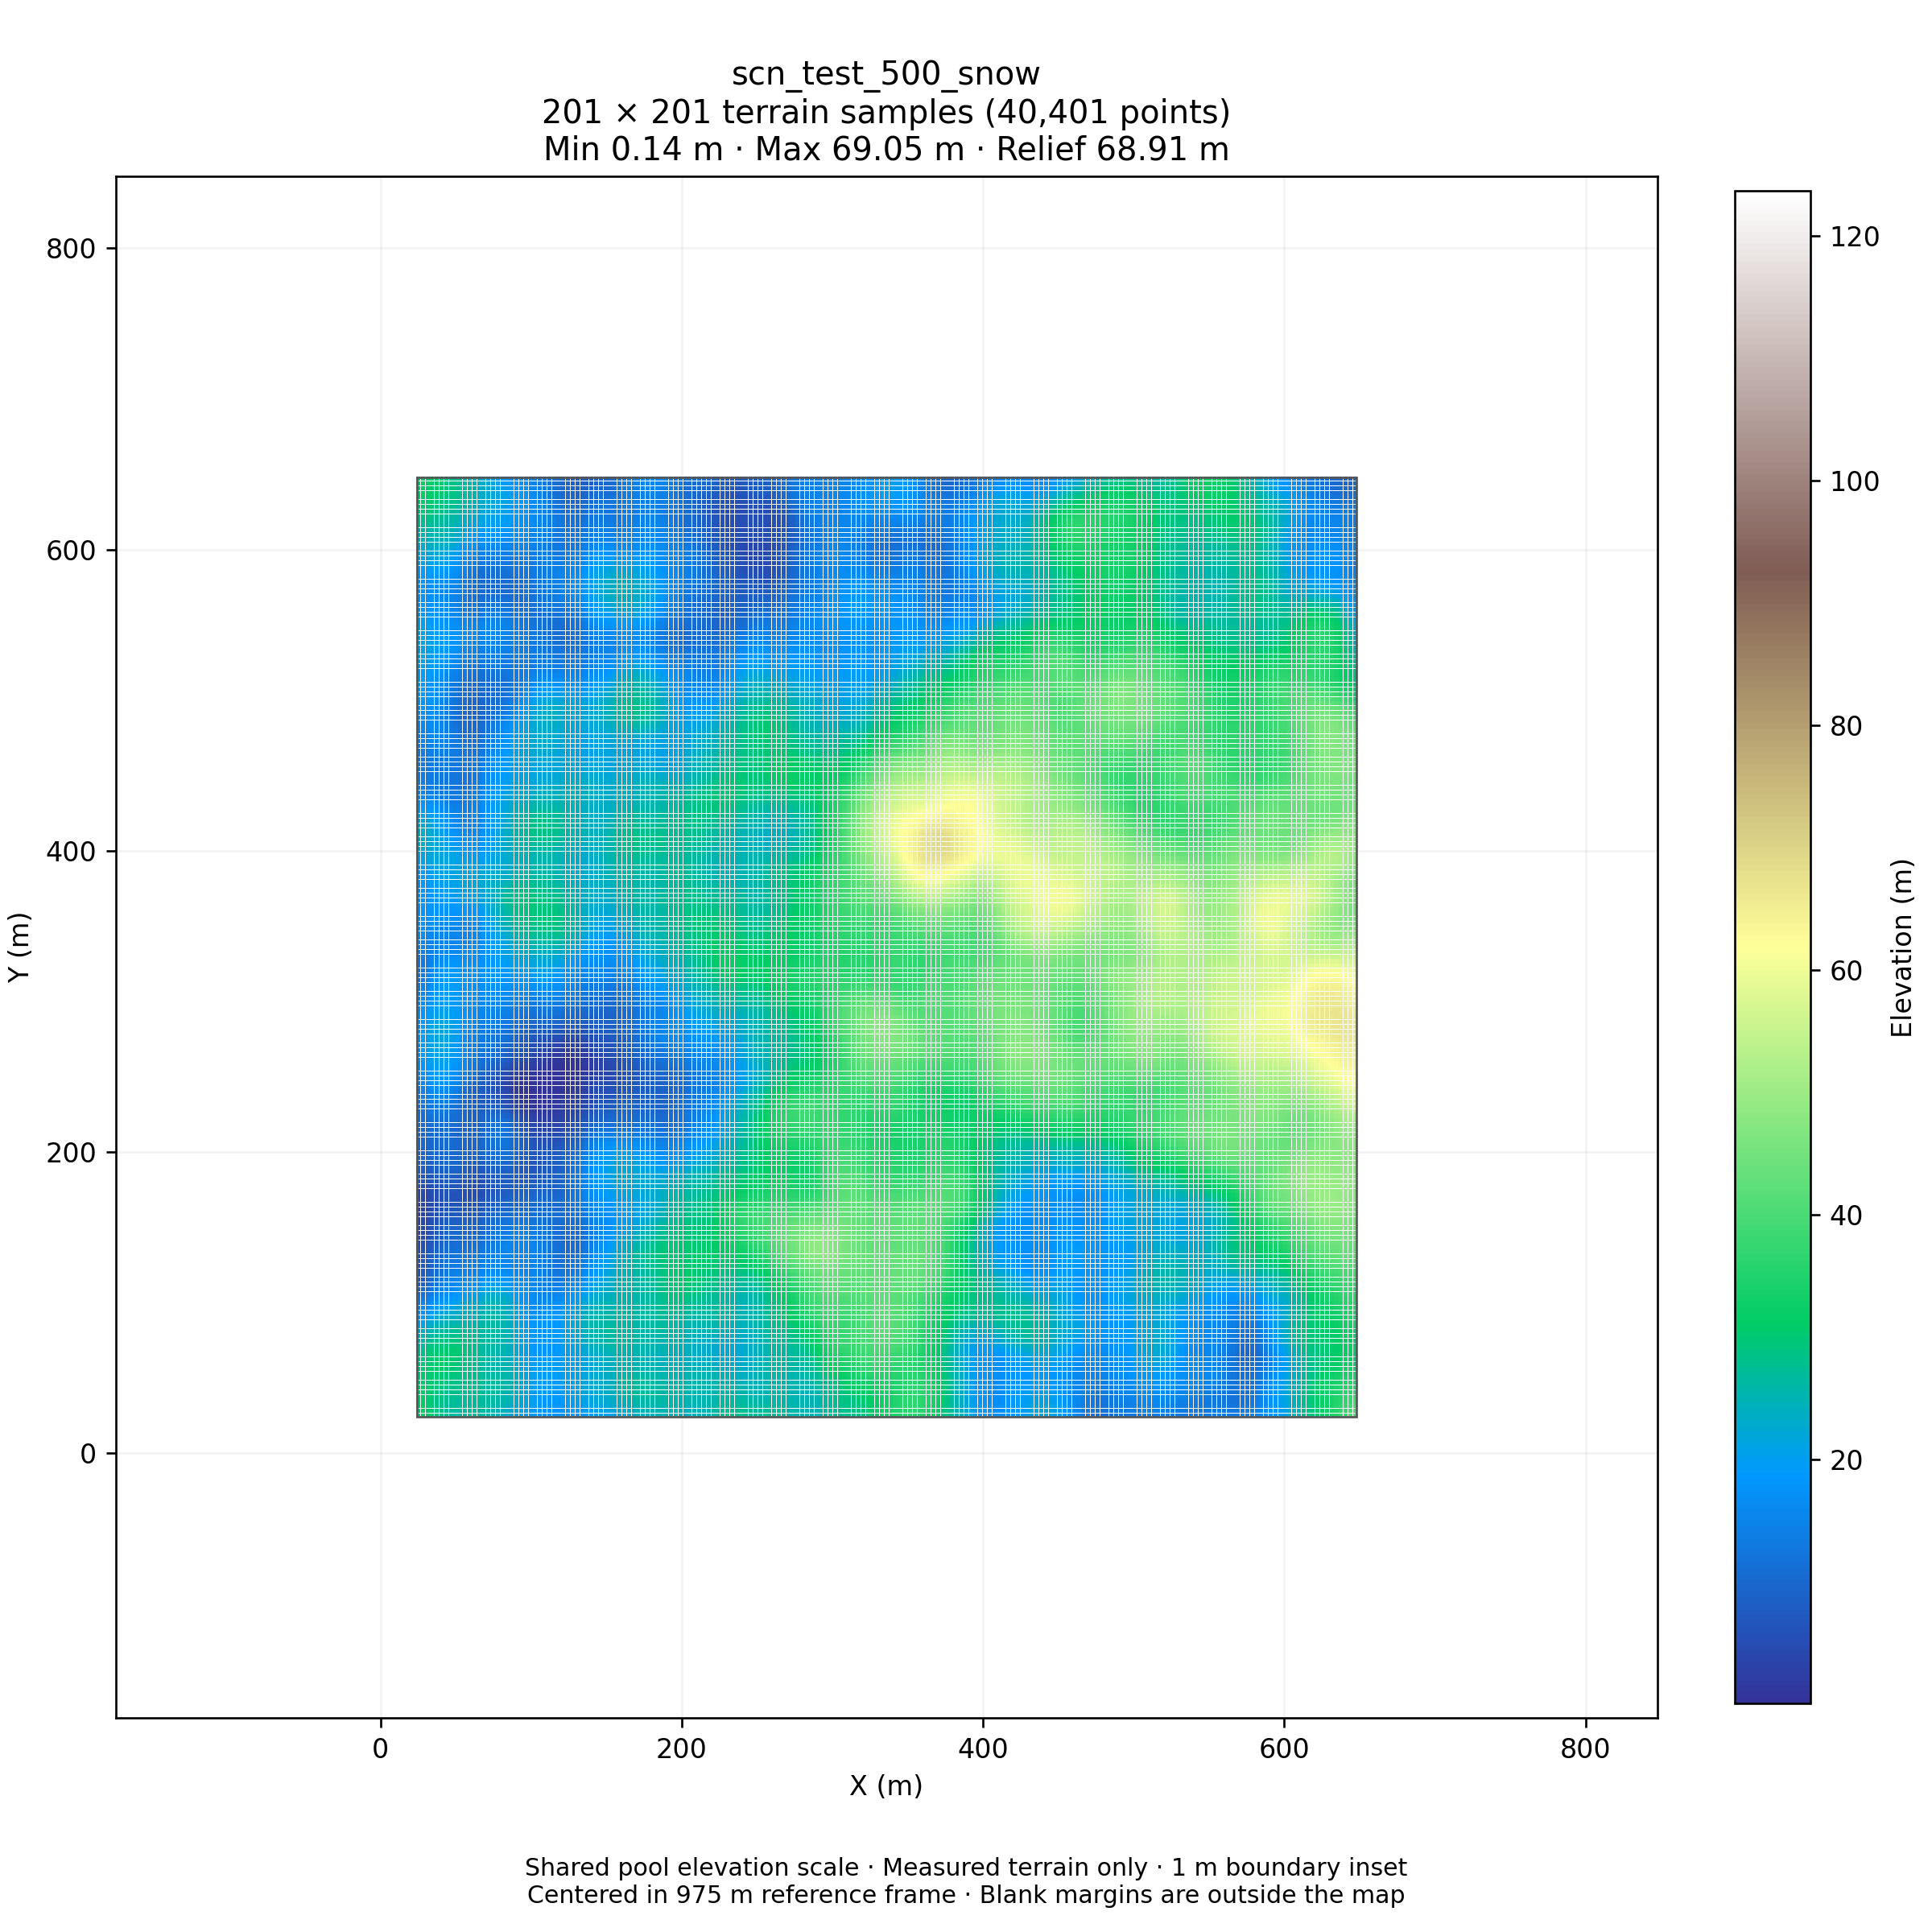 scn_test_500_snow
201 × 201 terrain samples (40,401 points)
Min 0.14 m · Max 69.05 m · Relief 68.91 m
800
600
400
200
0
Y (m)
0
200
400
600
800
X (m)
120
100
80
60
40
20
Elevation (m)
Shared pool elevation scale · Measured terrain only · 1 m boundary inset
Centered in 975 m reference frame · Blank margins are outside the map